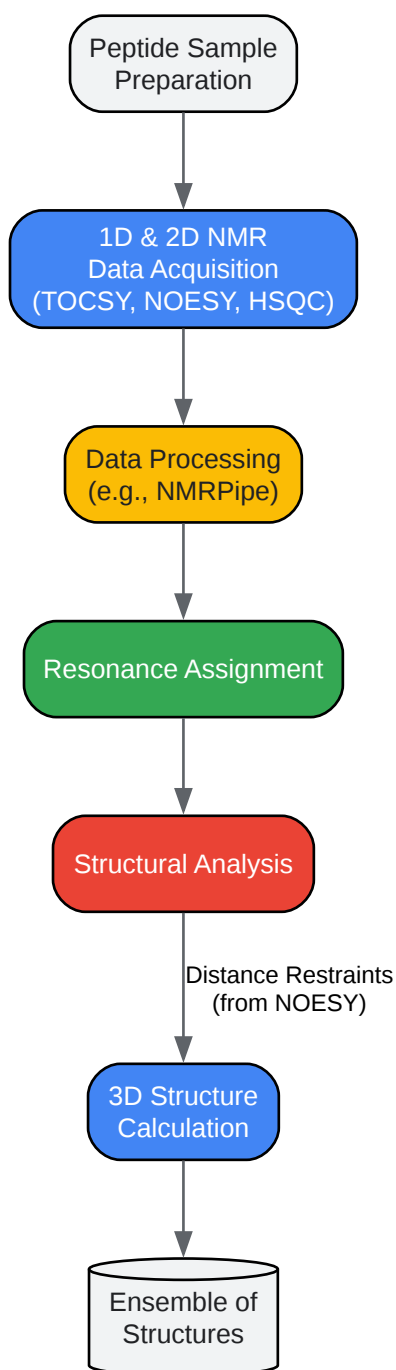 Peptide Sample
Preparation
1D & 2D NMR
Data Acquisition
(TOCSY, NOESY, HSQC)
Data Processing
(e.g., NMRPipe)
Resonance Assignment
Structural Analysis
Distance Restraints
(from NOESY)
3D Structure
Calculation
Ensemble of
Structures